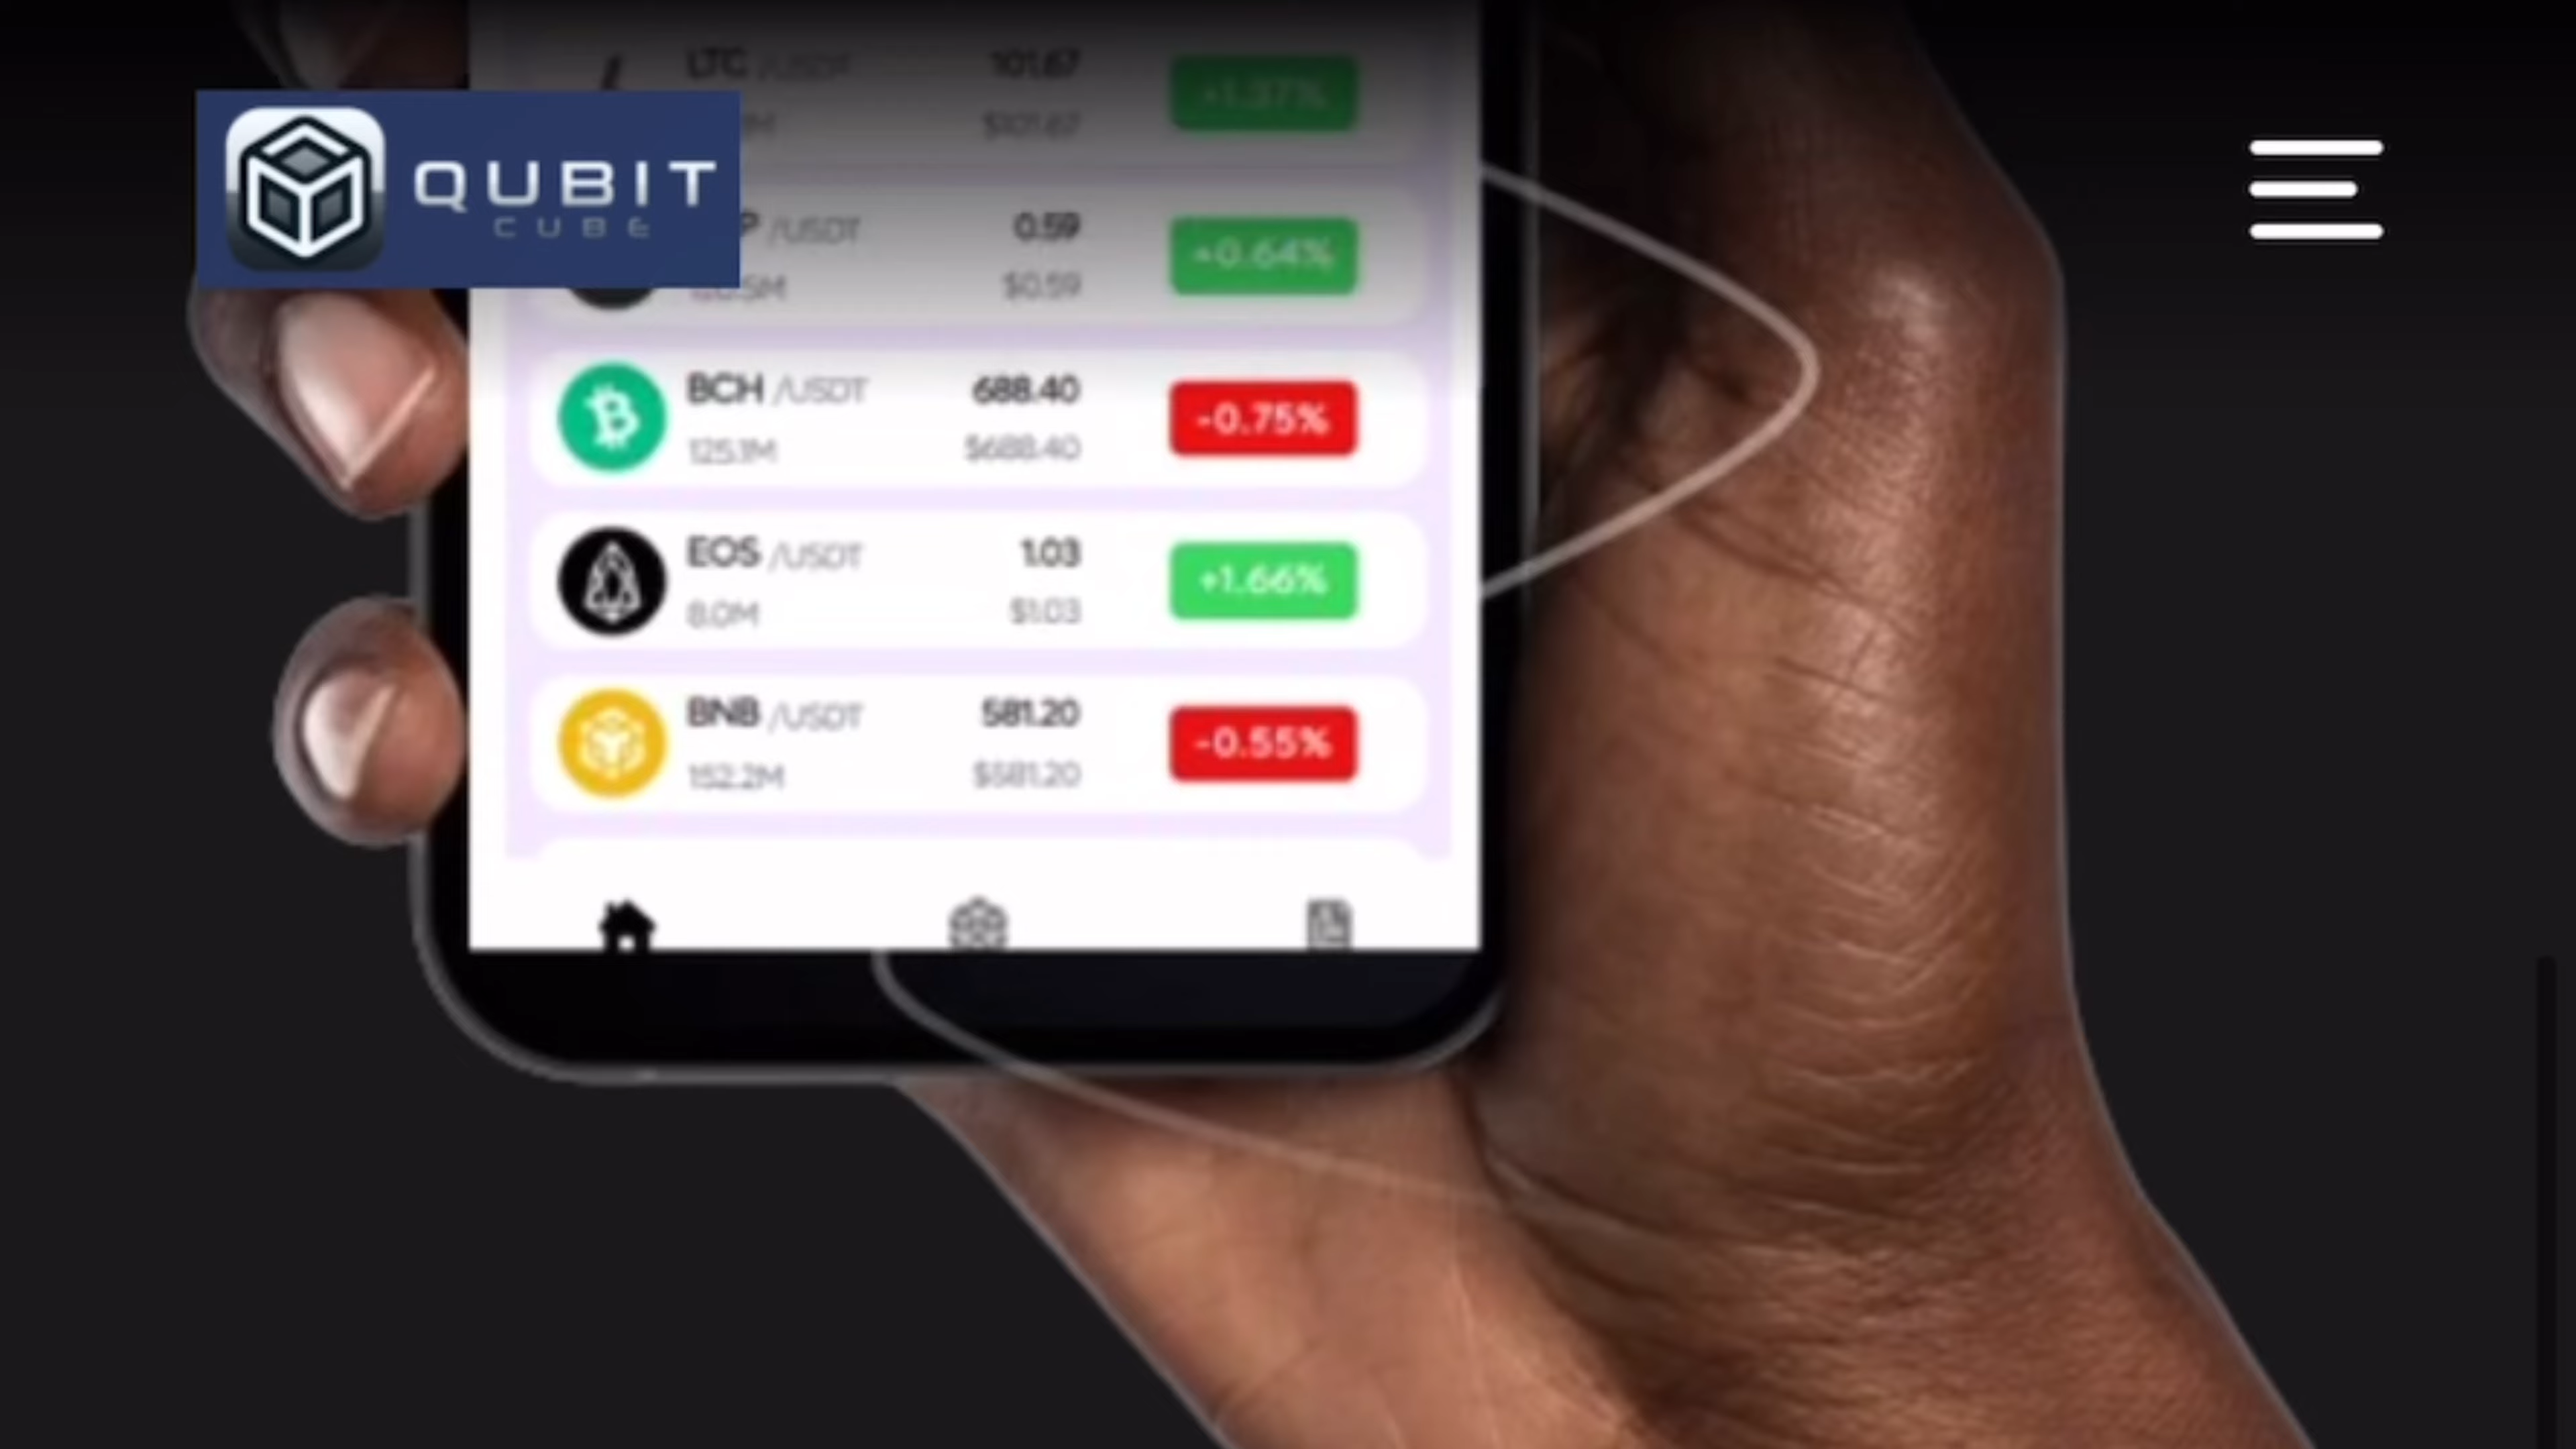 QUBIT
CUBE
LTC /USDT 101.67 +1.37%
$101.67
/USDT 0.59 +0.64%
$0.59
BCH /USDT 688.40 -0.75%
125.1M $688.40
EOS /USDT 1.03 +1.66%
8.0M $1.03
BNB /USDT 581.20 -0.55%
152.2M $581.20